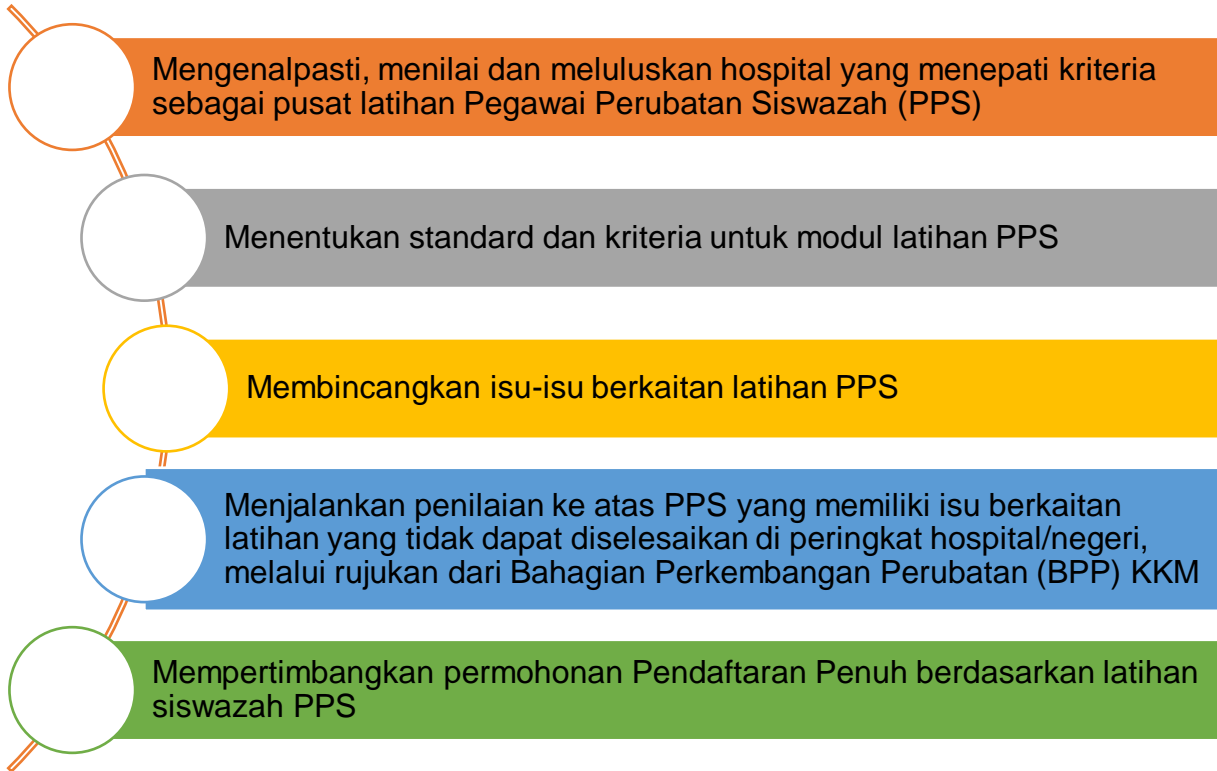 Mengenalpasti, menilai dan meluluskan hospital yang menepati kriteria
sebagai pusat latihan Pegawai Perubatan Siswazah (PPS)
Menentukan standard dan kriteria untuk modul latihan PPS
Membincangkan isu-isu berkaitan latihan PPS
Menjalankan penilaian ke atas PPS yang memiliki isu berkaitan
latihan yang tidak dapat diselesaikan di peringkat hospital/negeri,
melalui rujukan dari Bahagian Perkembangan Perubatan (BPP) KKM
Mempertimbangkan permohonan Pendaftaran Penuh berdasarkan latihan
siswazah PPS